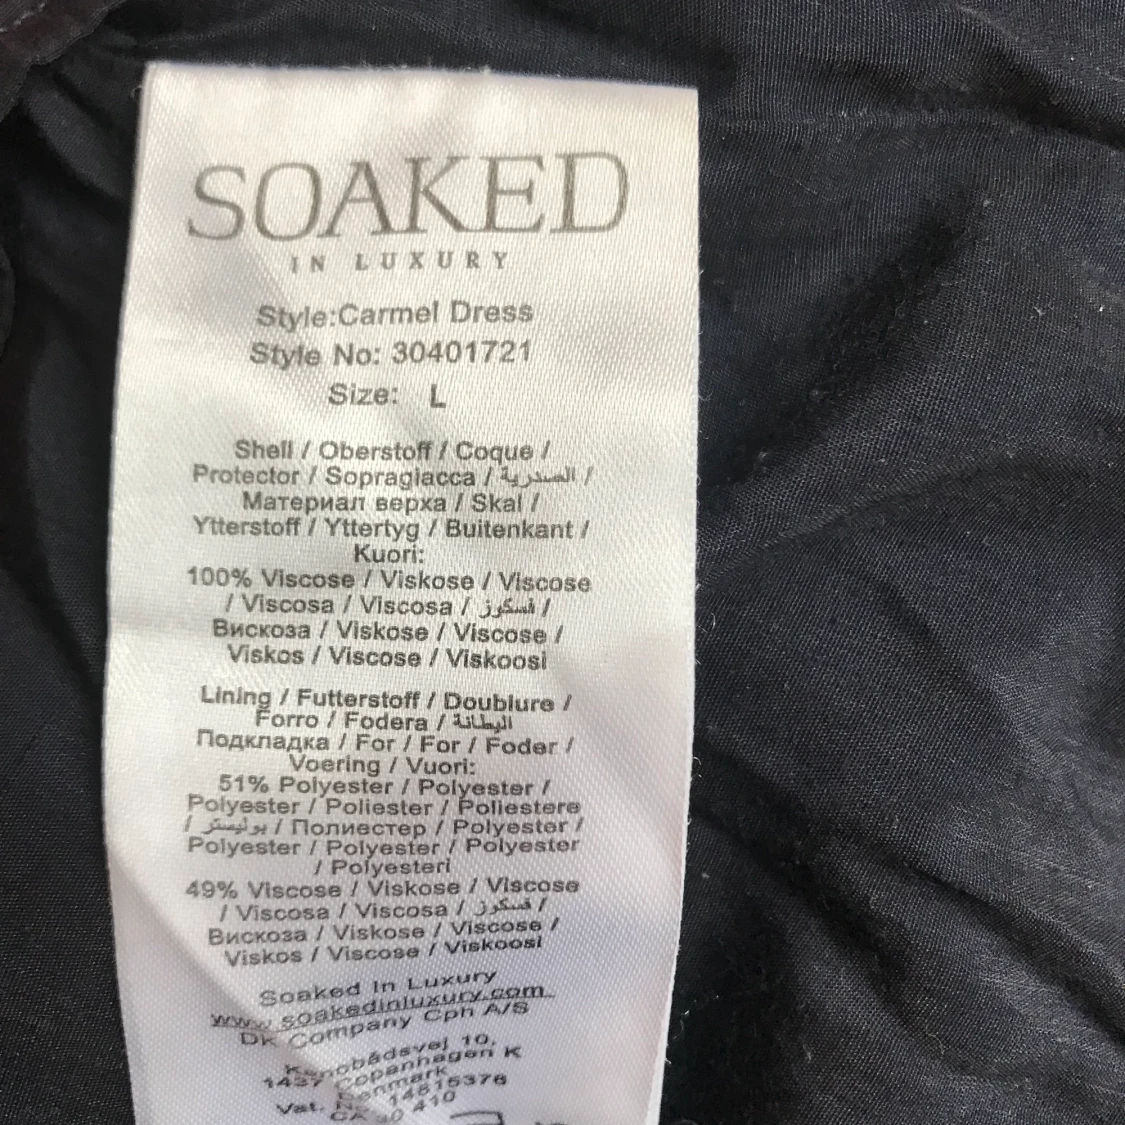 SOAKED
IN LUXURY
Style:Carmel Dress
Style No: 30401721
Size: L
Shell / Oberstoff / Coque /
Protector / Sopragiacca / الصدرية /
Материал верха / Skal /
Ytterstoff / Yttertyg / Buitenkant /
Kuori:
100% Viscose / Viskose / Viscose
/ Viscosa / Viscosa / فسكوز /
Вискоза / Viskose / Viscose /
Viskos / Viscose / Viskoosi
Lining / Futterstoff / Doublure /
Forro / Fodera / البطانة
Подкладка / For / For / Foder /
Voering / Vuori:
51% Polyester / Polyester /
Polyester / Poliester / Poliestere
/ بوليستر / Полиестер / Polyester /
Polyester / Polyester / Polyester
/ Polyesteri
49% Viscose / Viskose / Viscose
/ Viscosa / Viscosa / فسكوز /
Вискоза / Viskose / Viscose /
Viskos / Viscose / Viskoosi
Soaked In Luxury
www.soakedinluxury.com
DK Company Cph A/S
10,
1437 Copenhagen K
Denmark
Vat. 14815376
CA 410